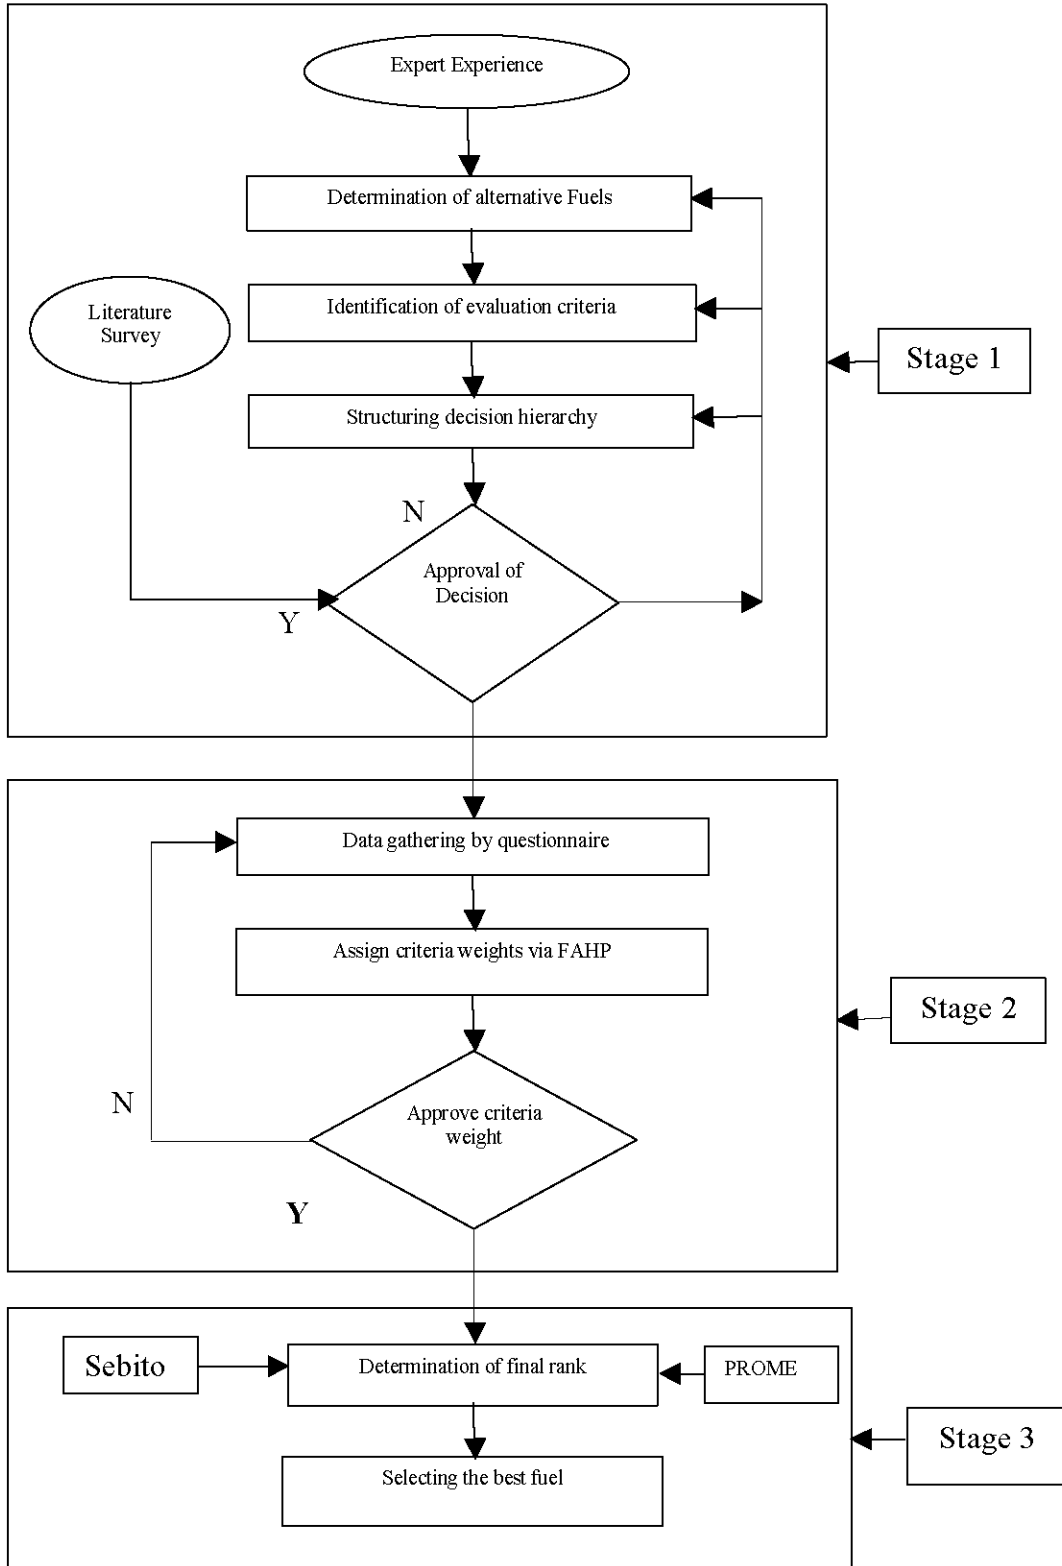 Expert Experience
Determination of alternative Fuels
Identification of evaluation criteria
Literature
Survey
Stage 1
Structuring decision hierarchy
N
Approval of
Decision
Y
Data gathering by questionnaire
Assign criteria weights via FAHP
Stage 2
N
Approve criteria
weight
Y
Sebito
Determination of final rank
PROME
Stage 3
Selecting the best fuel